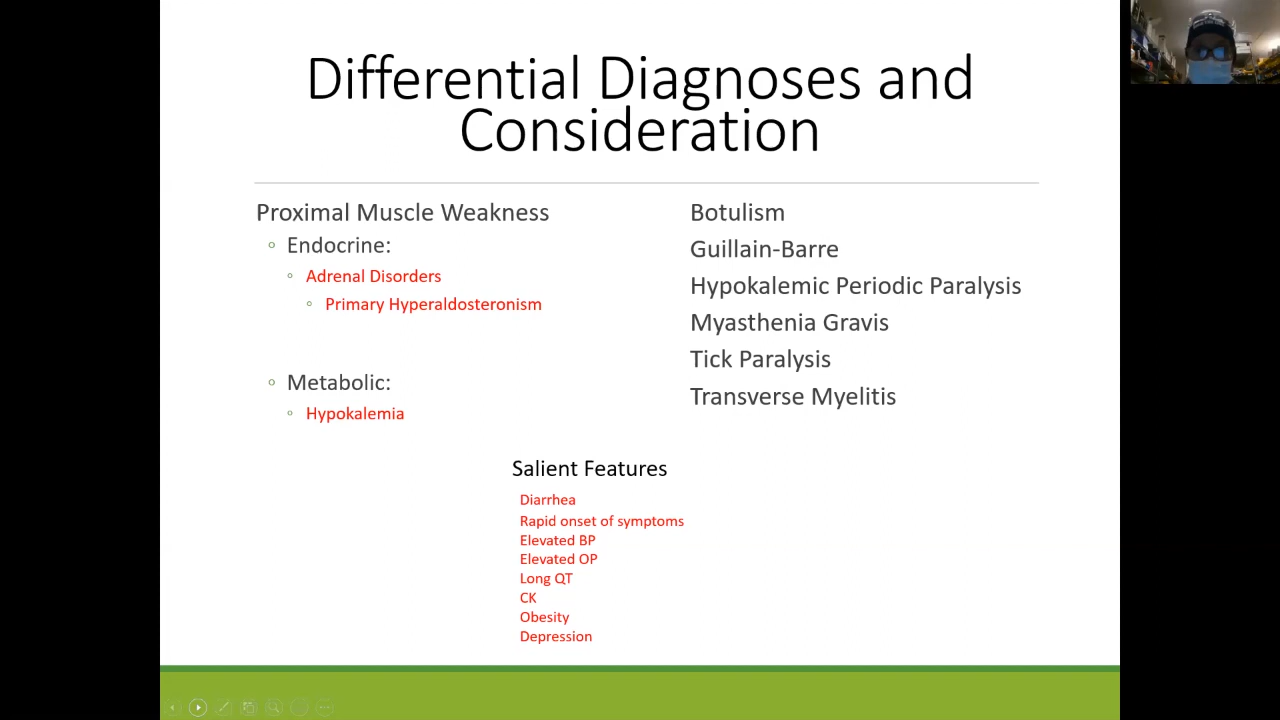 Differential Diagnoses and
Consideration
Proximal Muscle Weakness
Endocrine:
Adrenal Disorders
Primary Hyperaldosteronism
Metabolic:
Hypokalemia
Botulism
Guillain-Barre
Hypokalemic Periodic Paralysis
Myasthenia Gravis
Tick Paralysis
Transverse Myelitis
Salient Features
Diarrhea
Rapid onset of symptoms
Elevated BP
Elevated OP
Long QT
CK
Obesity
Depression